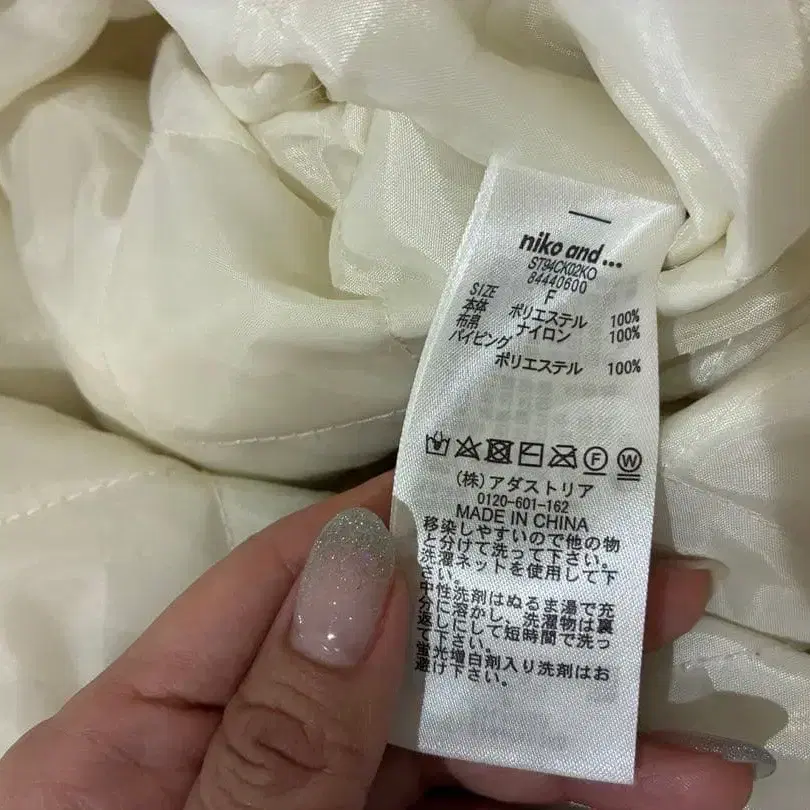 niko and...
ST94CK02KO
84440600
SIZE F
本体 ポリエステル 100%
布帛 ナイロン 100%
パイピング
ポリエステル 100%
F W
(株)アダストリア
0120-601-162
MADE IN CHINA
移染しやすいので他の物
と分けて洗って下さい。
洗濯ネットを使用して下
さい。
中性洗剤はぬるま湯で充
分に溶かし、洗濯物は裏
返しにして短時間で洗っ
て下さい。
蛍光増白剤入り洗剤はお
避け下さい。